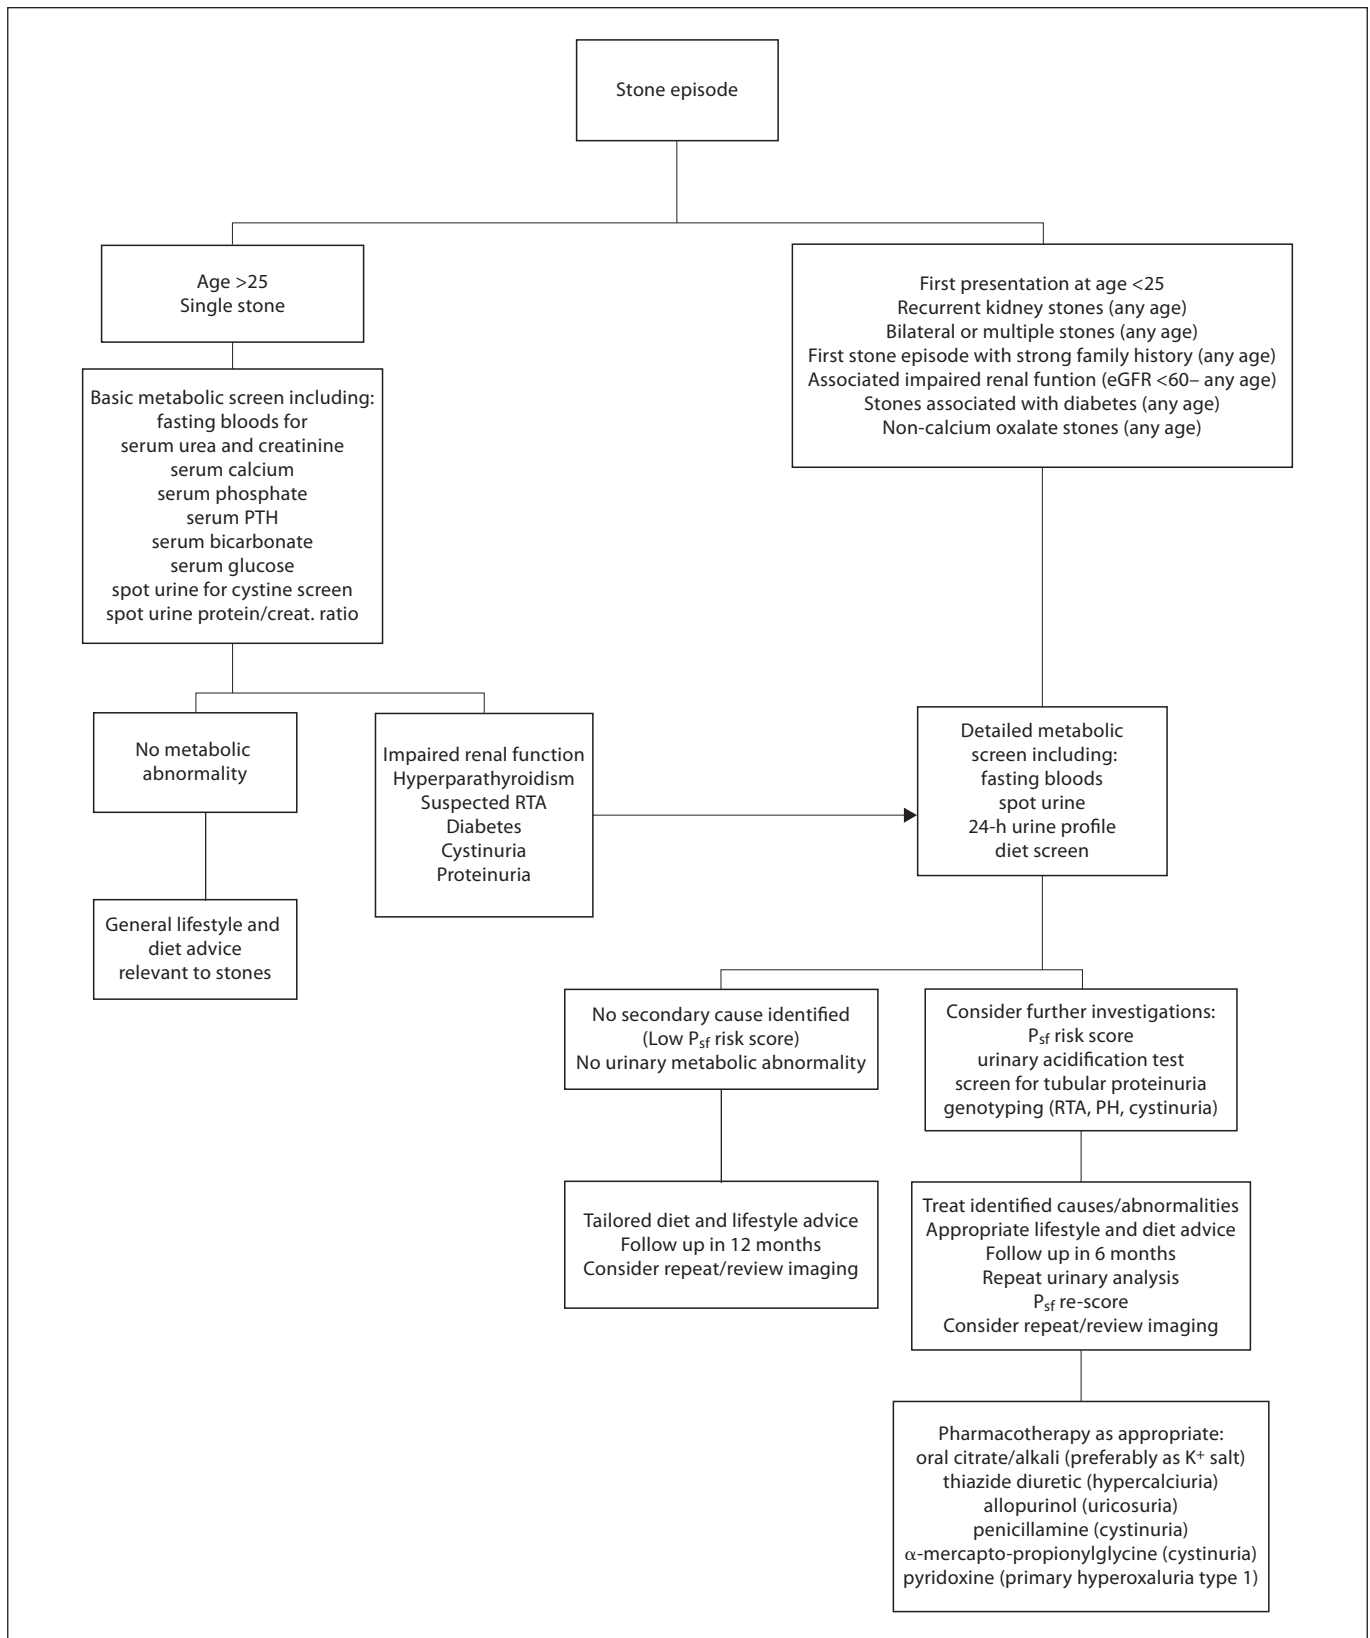 Stone episode
Age >25
Single stone
First presentation at age <25
Recurrent kidney stones (any age)
Bilateral or multiple stones (any age)
First stone episode with strong family history (any age)
Associated impaired renal funtion (eGFR <60– any age)
Stones associated with diabetes (any age)
Non-calcium oxalate stones (any age)
Basic metabolic screen including:
fasting bloods for
serum urea and creatinine
serum calcium
serum phosphate
serum PTH
serum bicarbonate
serum glucose
spot urine for cystine screen
spot urine protein/creat. ratio
No metabolic
abnormality
Impaired renal function
Hyperparathyroidism
Suspected RTA
Diabetes
Cystinuria
Proteinuria
Detailed metabolic
screen including:
fasting bloods
spot urine
24-h urine profile
diet screen
General lifestyle and
diet advice
relevant to stones
No secondary cause identified
(Low Psf risk score)
No urinary metabolic abnormality
Consider further investigations:
Psf risk score
urinary acidification test
screen for tubular proteinuria
genotyping (RTA, PH, cystinuria)
Tailored diet and lifestyle advice
Follow up in 12 months
Consider repeat/review imaging
Treat identified causes/abnormalities
Appropriate lifestyle and diet advice
Follow up in 6 months
Repeat urinary analysis
Psf re-score
Consider repeat/review imaging
Pharmacotherapy as appropriate:
oral citrate/alkali (preferably as K+ salt)
thiazide diuretic (hypercalciuria)
allopurinol (uricosuria)
penicillamine (cystinuria)
α-mercapto-propionylglycine (cystinuria)
pyridoxine (primary hyperoxaluria type 1)